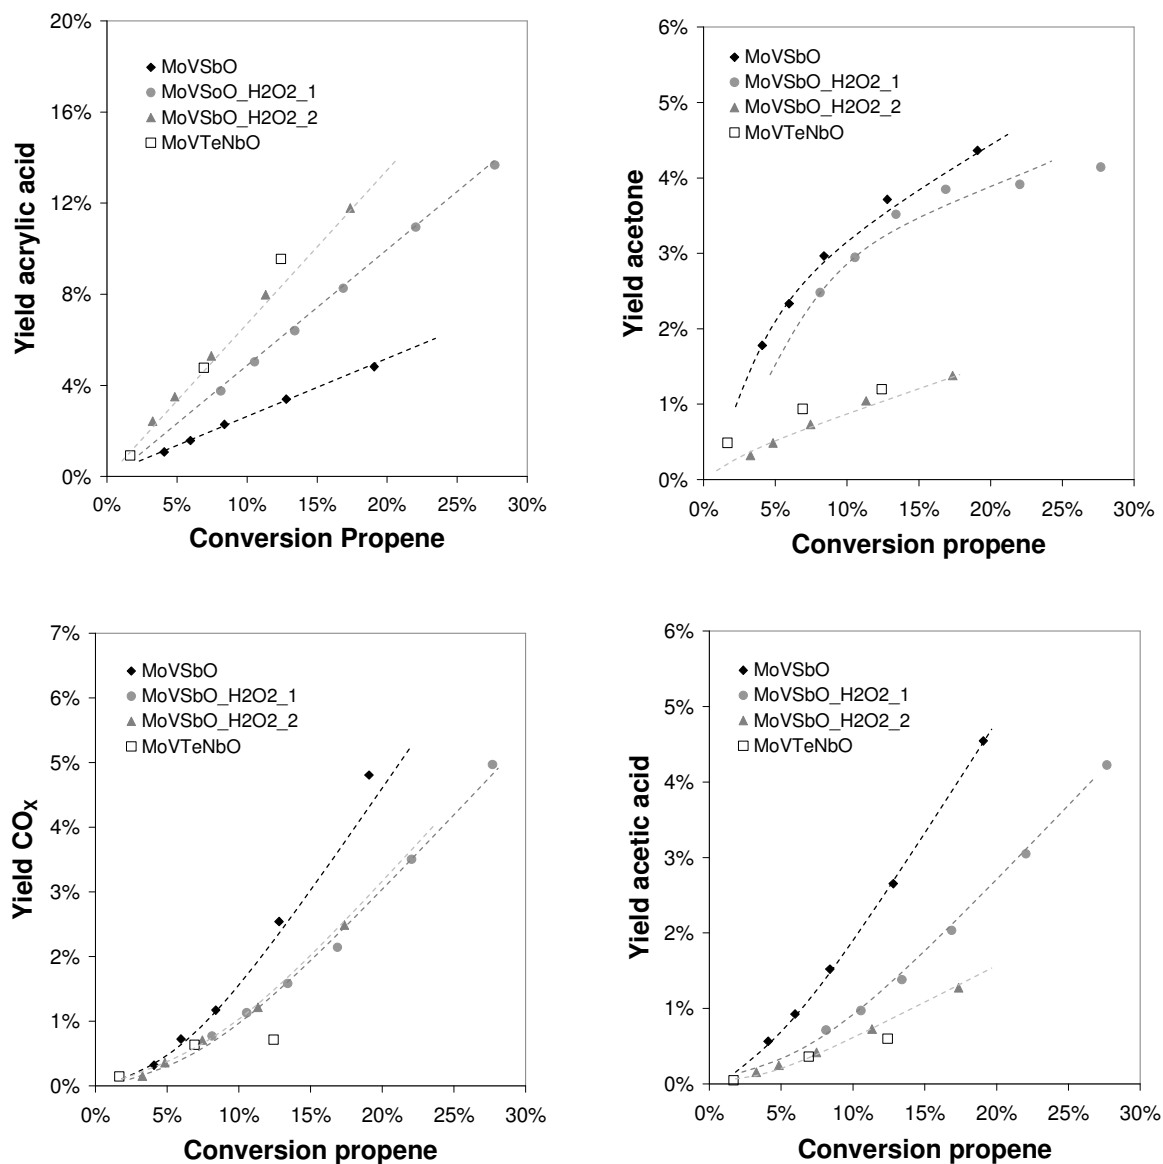 20%
16%
12%
8%
4%
0%
Yield acrylic acid
MoVSbO
MoVSoO_H2O2_1
MoVSbO_H2O2_2
MoVTeNbO
0% 5% 10% 15% 20% 25% 30%
Conversion Propene
6%
5%
4%
3%
2%
1%
0%
Yield acetone
MoVSbO
MoVSbO_H2O2_1
MoVSbO_H2O2_2
MoVTeNbO
0% 5% 10% 15% 20% 25% 30%
Conversion propene
7%
6%
5%
4%
3%
2%
1%
0%
Yield COX
MoVSbO
MoVSbO_H2O2_1
MoVSbO_H2O2_2
MoVTeNbO
0% 5% 10% 15% 20% 25% 30%
Conversion propene
6%
5%
4%
3%
2%
1%
0%
Yield acetic acid
MoVSbO
MoVSbO_H2O2_1
MoVSbO_H2O2_2
MoVTeNbO
0% 5% 10% 15% 20% 25% 30%
Conversion propene